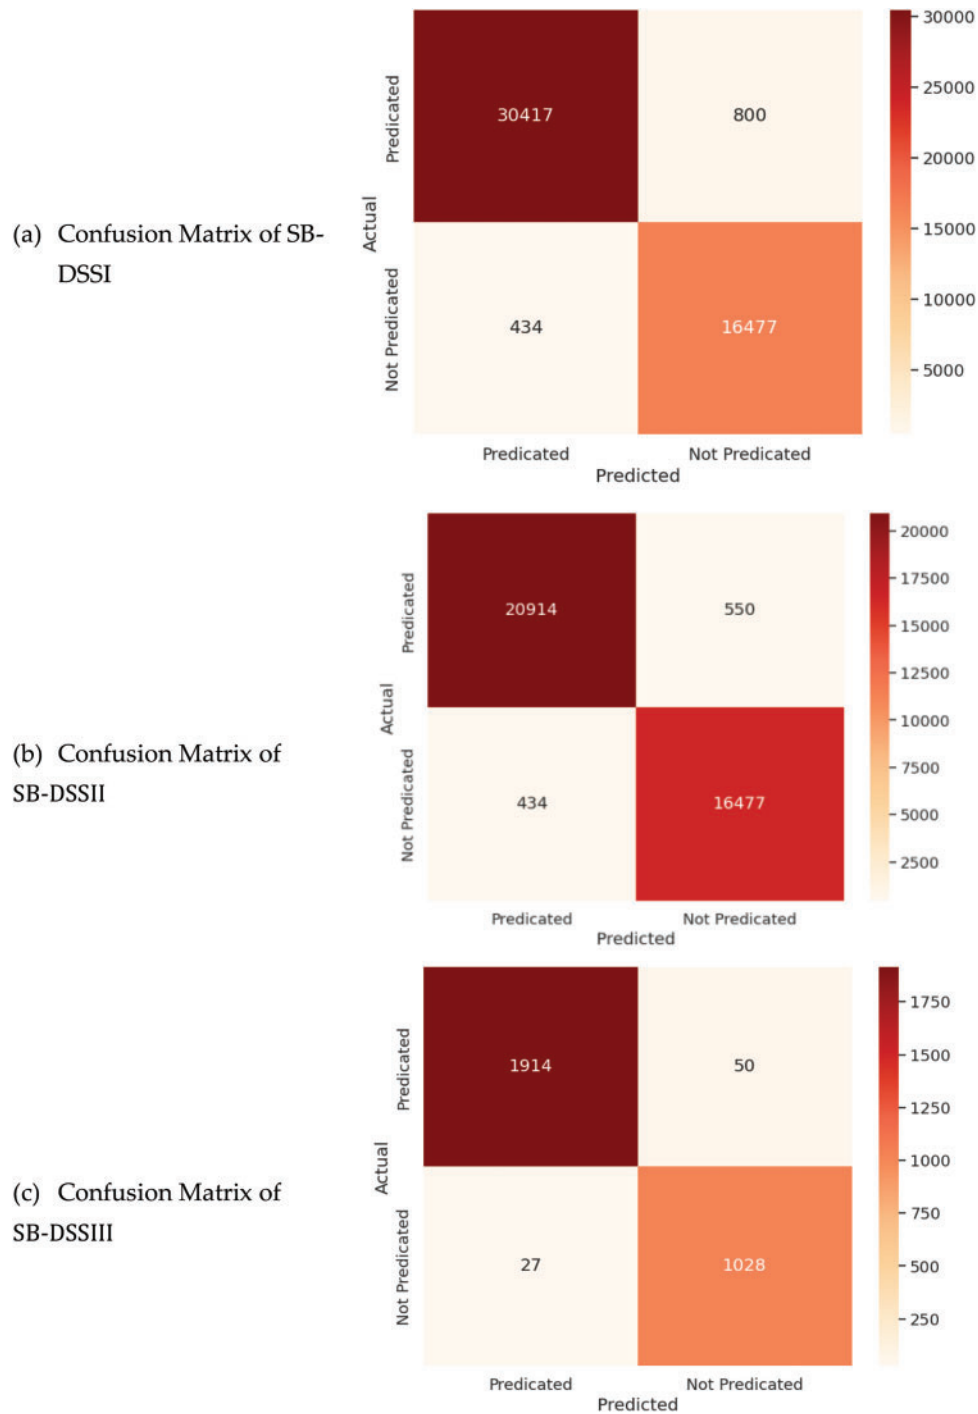 (a) Confusion Matrix of SB-
DSSI
Actual
Predicated
Not Predicated
30417
800
434
16477
Predicated
Not Predicated
Predicted
30000
25000
20000
15000
10000
5000
(b) Confusion Matrix of
SB-DSSII
Actual
Predicated
Not Predicated
20914
550
434
16477
Predicated
Not Predicated
Predicted
20000
17500
15000
12500
10000
7500
5000
2500
(c) Confusion Matrix of
SB-DSSIII
Actual
Predicated
Not Predicated
1914
50
27
1028
Predicated
Not Predicated
Predicted
1750
1500
1250
1000
750
500
250